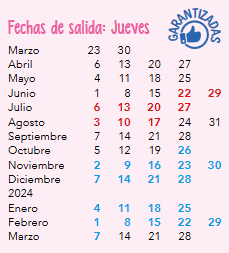 Fechas de salida: Jueves
GARANTIZADAS
Marzo 23 30
Abril 6 13 20 27
Mayo 4 11 18 25
Junio 1 8 15 22 29
Julio 6 13 20 27
Agosto 3 10 17 24 31
Septiembre 7 14 21 28
Octubre 5 12 19 26
Noviembre 2 9 16 23 30
Diciembre 7 14 21 28
2024
Enero 4 11 18 25
Febrero 1 8 15 22 29
Marzo 7 14 21 28